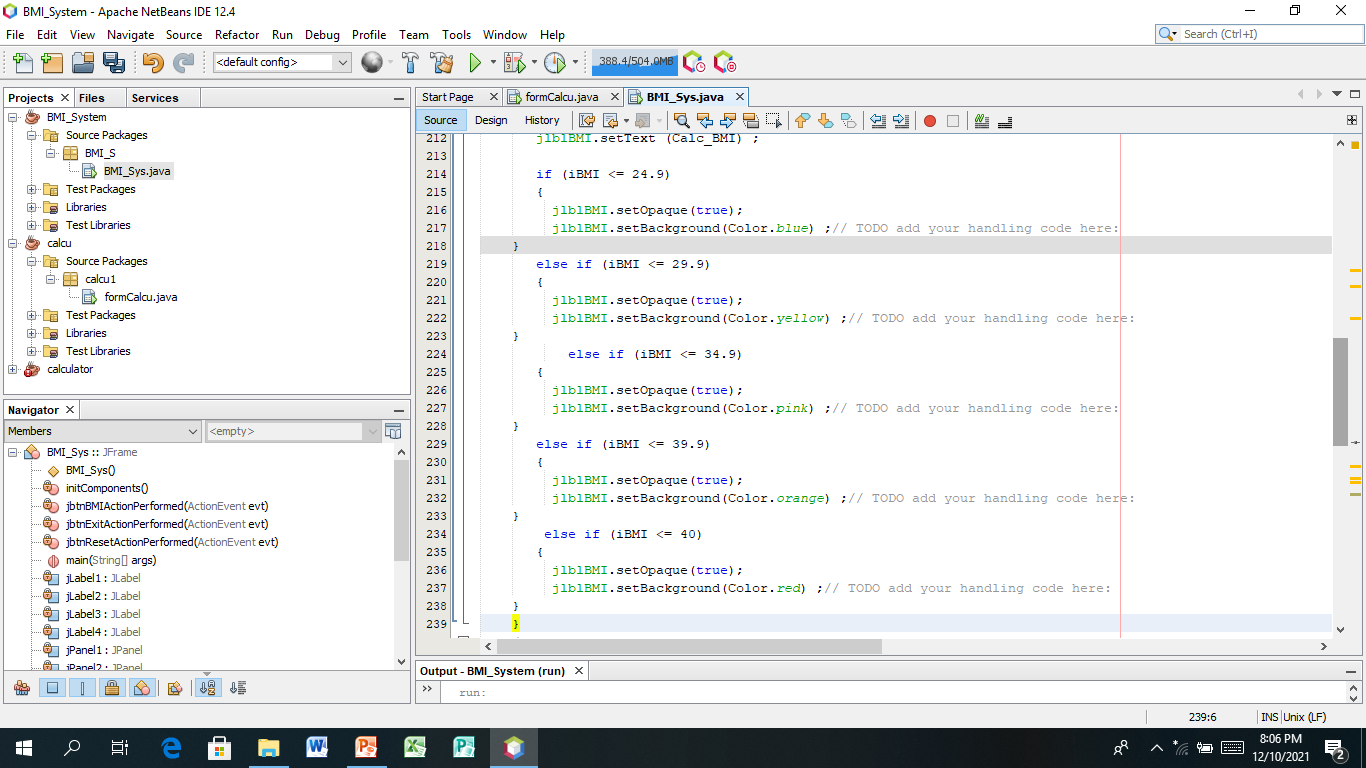 BMI_System - Apache NetBeans IDE 12.4
File Edit View Navigate Source Refactor Run Debug Profile Team Tools Window Help
Search (Ctrl+I)
<default config>
388.4/504.0MB
Projects
Files
Services
BMI_System
Source Packages
BMI_S
BMI_Sys.java
Test Packages
Libraries
Test Libraries
calcu
Source Packages
calcu1
formCalcu.java
Test Packages
Libraries
Test Libraries
calculator
Navigator
Members
<empty>
BMI_Sys :: JFrame
BMI_Sys()
initComponents()
jbtnBMIActionPerformed(ActionEvent evt)
jbtnExitActionPerformed(ActionEvent evt)
jbtnResetActionPerformed(ActionEvent evt)
main(String[] args)
jLabel1 : JLabel
jLabel2 : JLabel
jLabel3 : JLabel
jLabel4 : JLabel
jPanel1 : JPanel
jPanel2 : JPanel
Start Page
formCalcu.java
BMI_Sys.java
Source
Design
History
212 jlblBMI.setText (Calc_BMI) ;
213
214 if (iBMI <= 24.9)
215 {
216 jlblBMI.setOpaque(true);
217 jlblBMI.setBackground(Color.blue) ;// TODO add your handling code here:
218 }
219 else if (iBMI <= 29.9)
220 {
221 jlblBMI.setOpaque(true);
222 jlblBMI.setBackground(Color.yellow) ;// TODO add your handling code here:
223 }
224 else if (iBMI <= 34.9)
225 {
226 jlblBMI.setOpaque(true);
227 jlblBMI.setBackground(Color.pink) ;// TODO add your handling code here:
228 }
229 else if (iBMI <= 39.9)
230 {
231 jlblBMI.setOpaque(true);
232 jlblBMI.setBackground(Color.orange) ;// TODO add your handling code here:
233 }
234 else if (iBMI <= 40)
235 {
236 jlblBMI.setOpaque(true);
237 jlblBMI.setBackground(Color.red) ;// TODO add your handling code here:
238 }
239 }
Output - BMI_System (run)
run:
239:6
INS
Unix (LF)
8:06 PM
12/10/2021
2